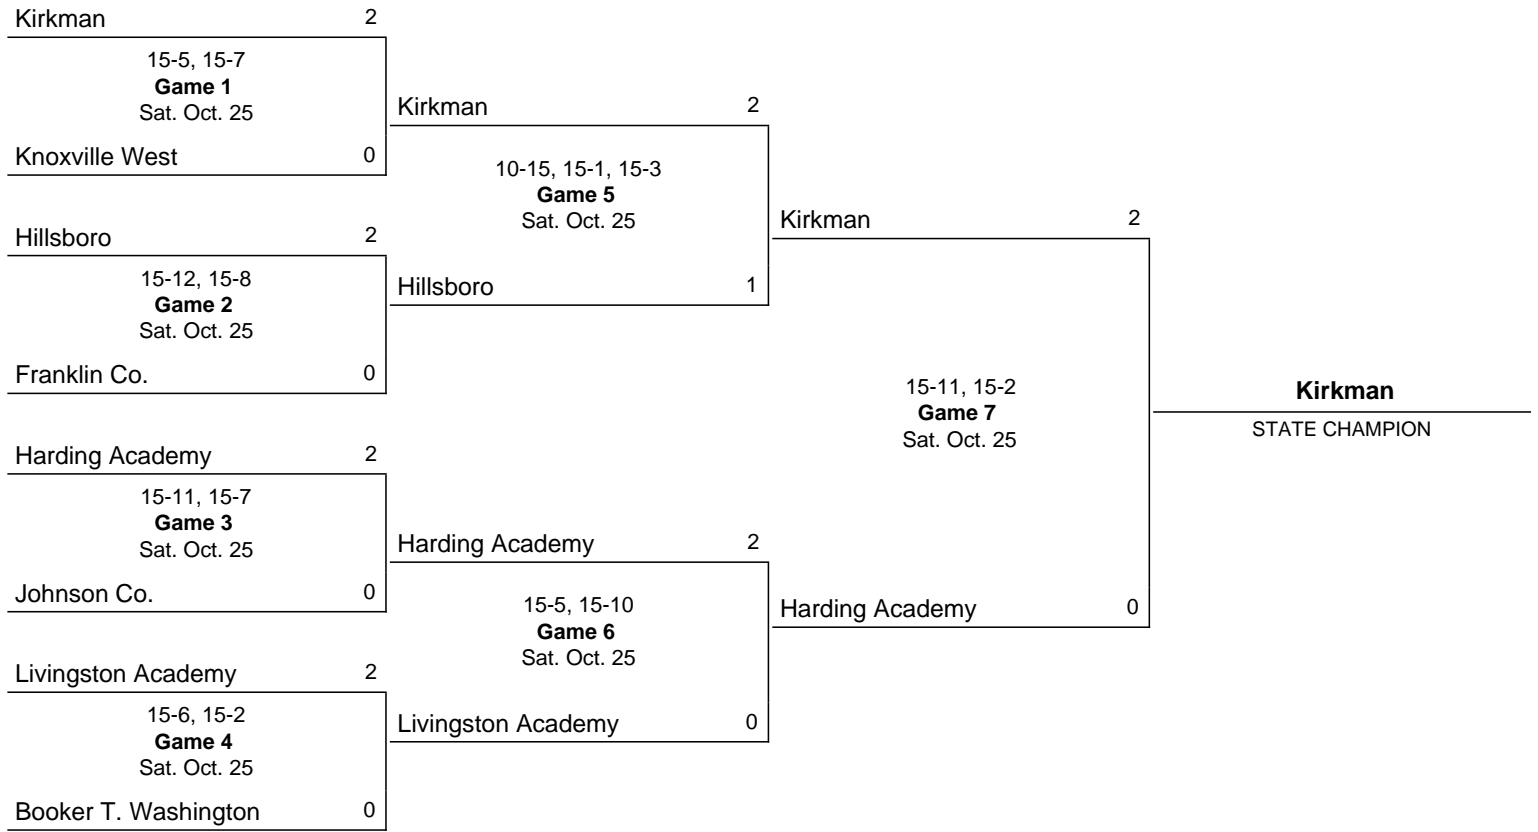 Kirkman 2
15-5, 15-7
Game 1
Sat. Oct. 25
Knoxville West 0
Hillsboro 2
15-12, 15-8
Game 2
Sat. Oct. 25
Franklin Co. 0
Harding Academy 2
15-11, 15-7
Game 3
Sat. Oct. 25
Johnson Co. 0
Livingston Academy 2
15-6, 15-2
Game 4
Sat. Oct. 25
Booker T. Washington 0
Kirkman 2
10-15, 15-1, 15-3
Game 5
Sat. Oct. 25
Hillsboro 1
Harding Academy 2
15-5, 15-10
Game 6
Sat. Oct. 25
Livingston Academy 0
Kirkman 2
15-11, 15-2
Game 7
Sat. Oct. 25
Harding Academy 0
Kirkman
STATE CHAMPION